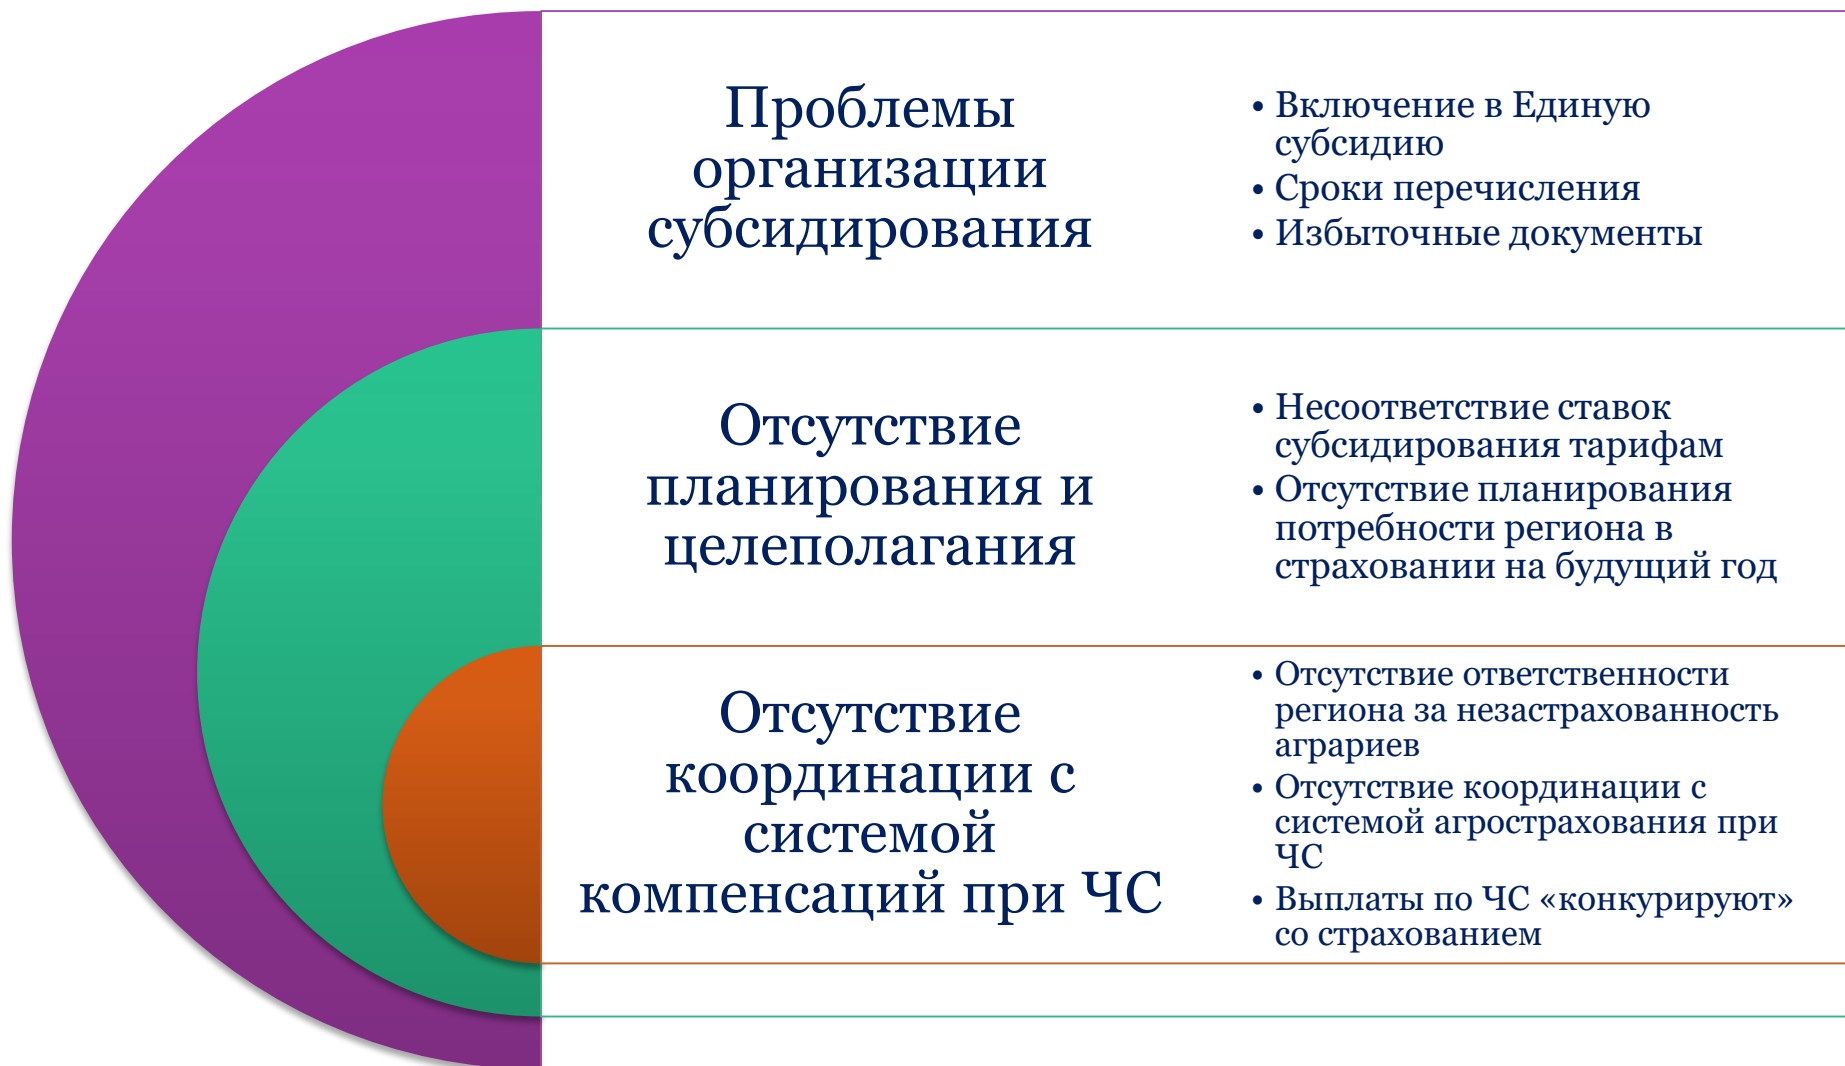 Проблемы
организации
субсидирования
• Включение в Единую
субсидию
• Сроки перечисления
• Избыточные документы
Отсутствие
планирования и
целеполагания
• Несоответствие ставок
субсидирования тарифам
• Отсутствие планирования
потребности региона в
страховании на будущий год
Отсутствие
координации с
системой
компенсаций при ЧС
• Отсутствие ответственности
региона за незастрахованность
аграриев
• Отсутствие координации с
системой агрострахования при
ЧС
• Выплаты по ЧС «конкурируют»
со страхованием